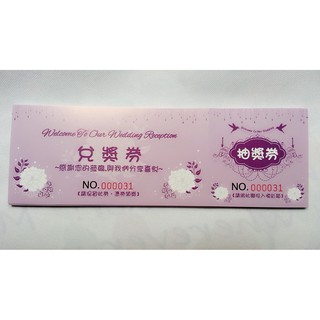 Welcome To Our Wedding Reception
兌獎券
~感謝您的蒞臨,與我們分享喜悅~
NO. 000031
抽獎券
NO. 000031